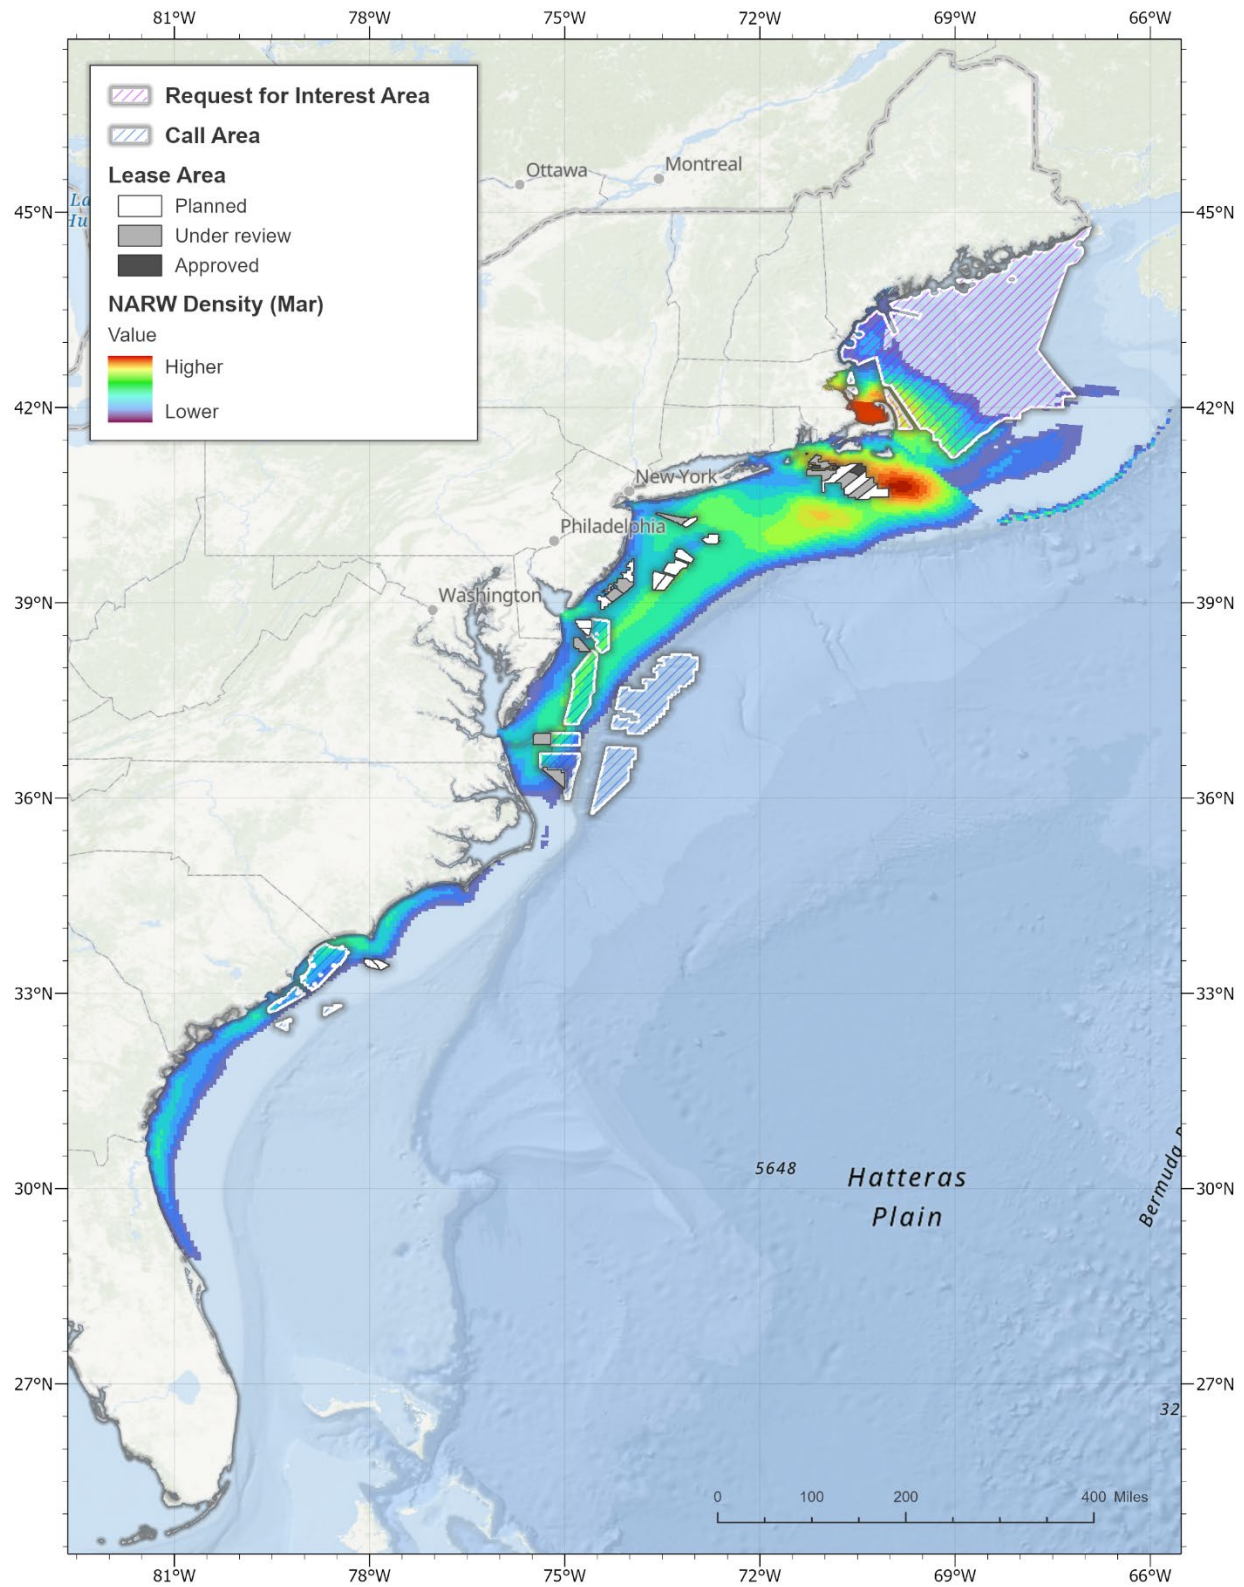 81°W 78°W 75°W 72°W 69°W 66°W
Request for Interest Area
Call Area
Lease Area
Planned
Under review
Approved
NARW Density (Mar)
Value
Higher
Lower
Ottawa
Montreal
La
Hu
45°N 45°N
42°N 42°N
New York
Philadelphia
Washington
39°N 39°N
36°N 36°N
33°N 33°N
5648
Hatteras
Plain
Bermuda
30°N 30°N
27°N 27°N
32
0 100 200 400 Miles
81°W 78°W 75°W 72°W 69°W 66°W